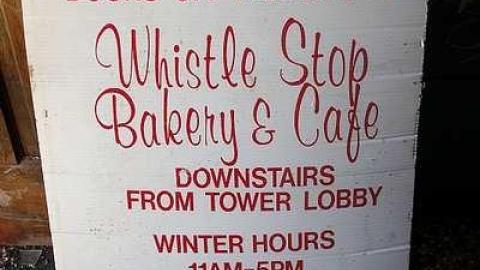 Whistle Stop
Bakery & Cafe
DOWNSTAIRS
FROM TOWER LOBBY
WINTER HOURS
11AM-5PM